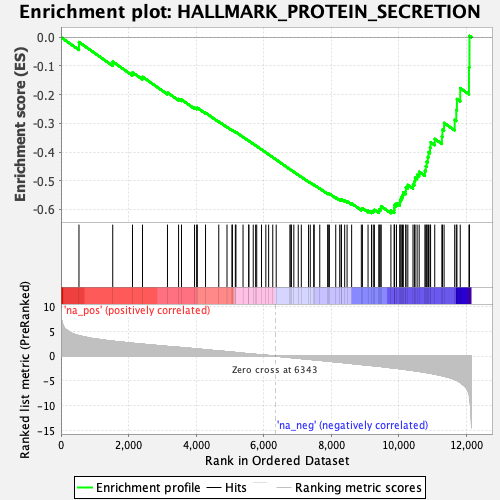 Enrichment plot: HALLMARK_PROTEIN_SECRETION
Enrichment score (ES)
0.0
-0.1
-0.2
-0.3
-0.4
-0.5
-0.6
'na_pos' (positively correlated)
Ranked list metric (PreRanked)
10
5
0
-5
-10
-15
Zero cross at 6343
'na_neg' (negatively correlated)
0
2,000
4,000
6,000
8,000
10,000
12,000
Rank in Ordered Dataset
Enrichment profile
Hits
Ranking metric scores